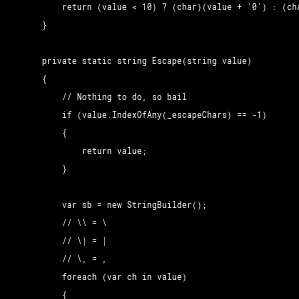 return (value < 10) ? (char)(value + '0') : (cha
}
private static string Escape(string value)
{
// Nothing to do, so bail
if (value.IndexOfAny(_escapeChars) == -1)
{
return value;
}
var sb = new StringBuilder();
// \\ = \
// \| = |
// \, = ,
foreach (var ch in value)
{